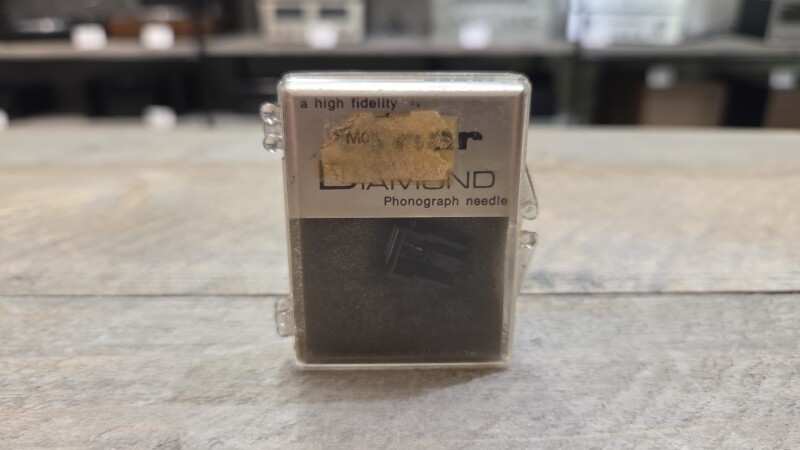 a high fidelity
DIAMOND
Phonograph needle